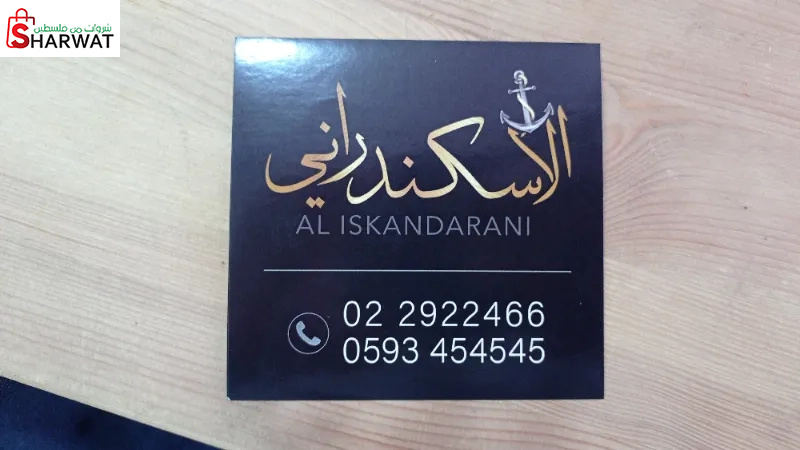 شروات من فلسطين
SHARWAT
الاسكندراني
AL ISKANDARANI
02 2922466
0593 454545